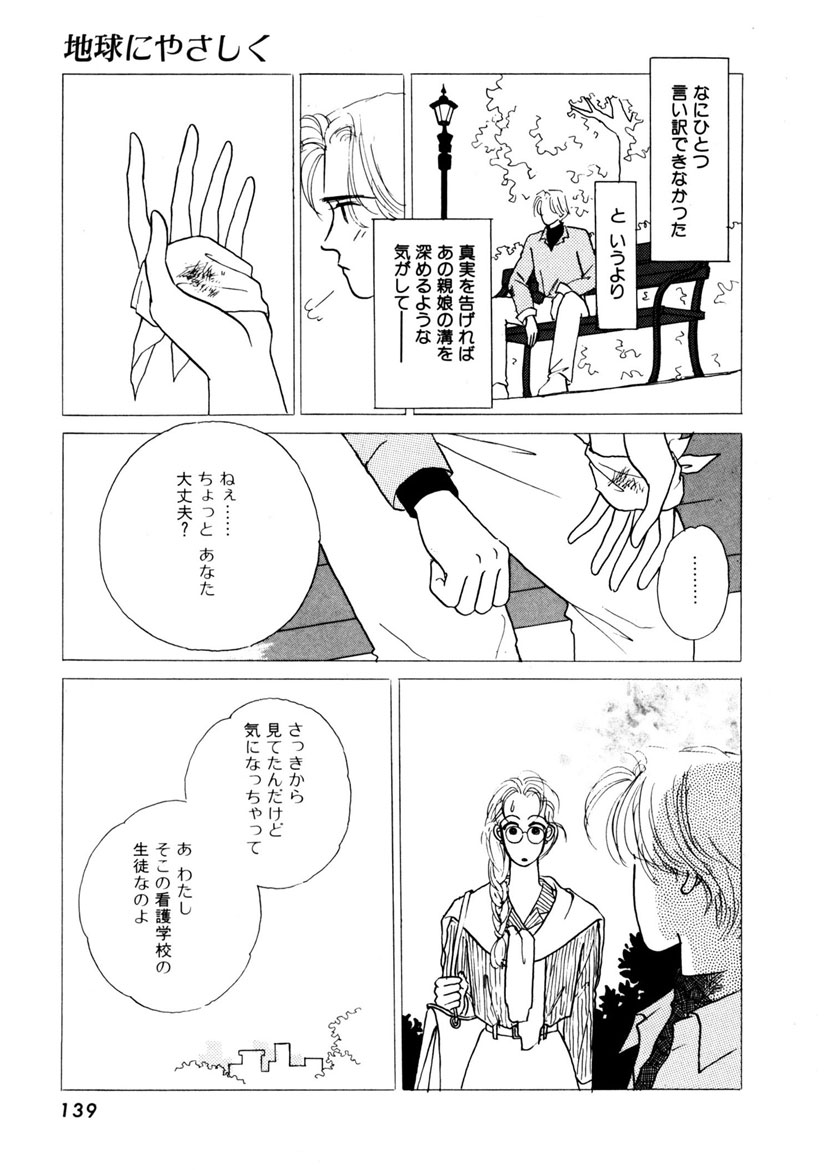 地球にやさしく
なにひとつ
言い訳できなかった
と いうより
真実を告げれば
あの親娘の溝を
深めるような
気がして――
………
ねぇ……
ちょっと あなた
大丈夫？
さっきから
見てたんだけど
気になっちゃって
あ わたし
そこの看護学校の
生徒なのよ
139